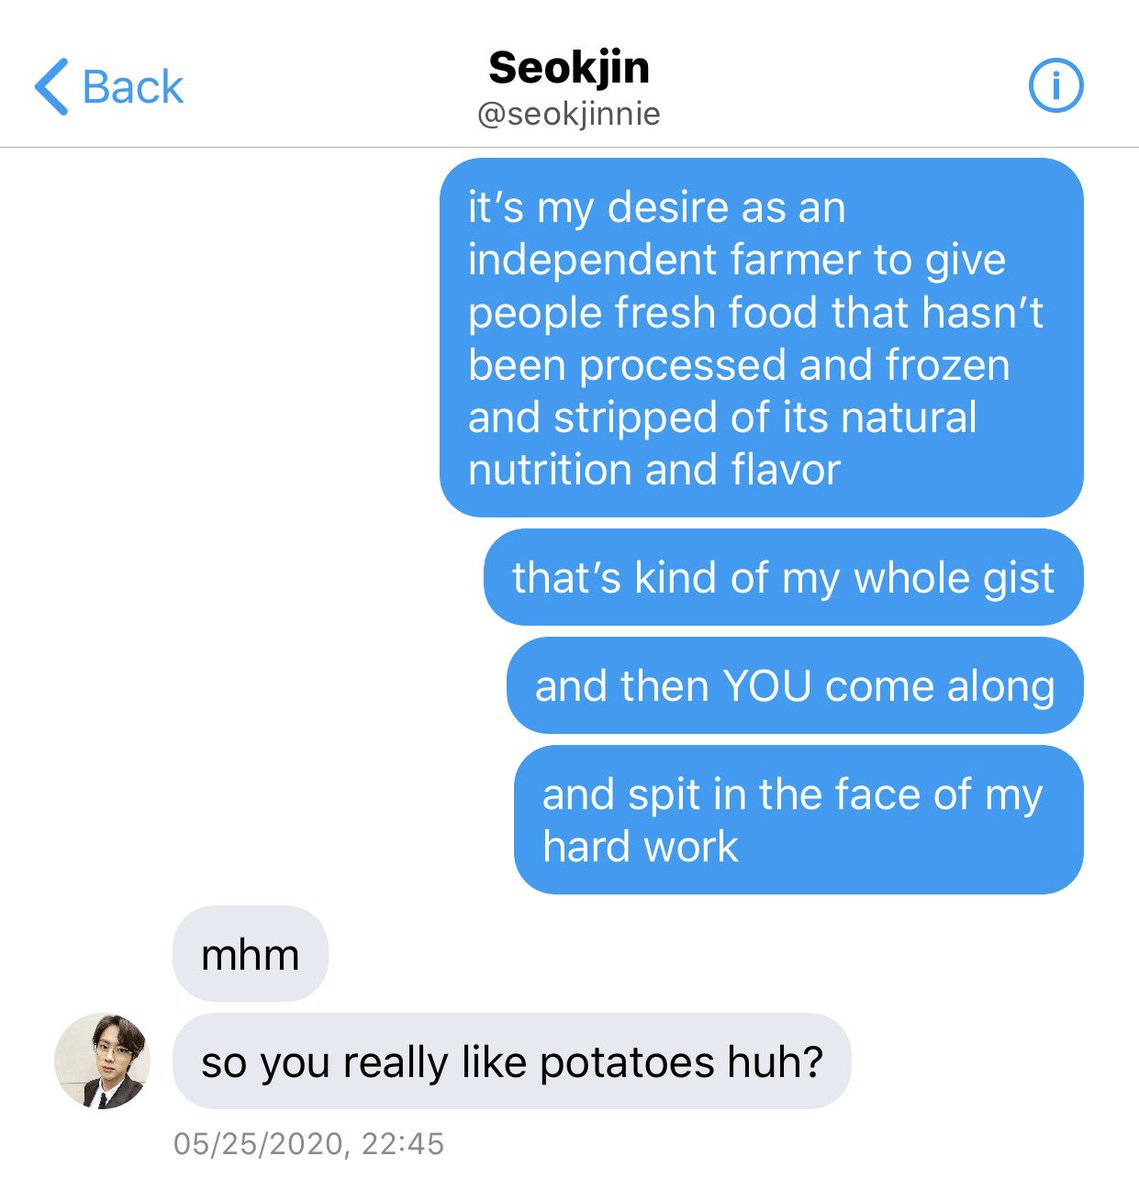 Back
Seokjin
@seokjinnie
it's my desire as an
independent farmer to give
people fresh food that hasn't
been processed and frozen
and stripped of its natural
nutrition and flavor
that's kind of my whole gist
and then YOU come along
and spit in the face of my
hard work
mhm
so you really like potatoes huh?
05/25/2020, 22:45